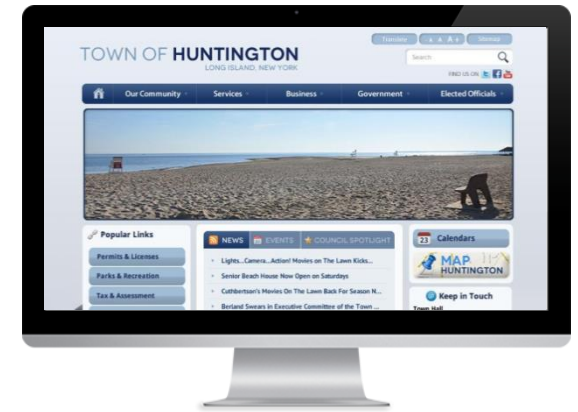 Translate a a A+ Sitemap
TOWN OF HUNTINGTON
LONG ISLAND, NEW YORK
Search
FIND US ON
Our Community Services Business Government Elected Officials
Popular Links
Permits & Licenses
Parks & Recreation
Tax & Assessment
NEWS EVENTS COUNCIL SPOTLIGHT
Lights...Camera...Action! Movies on The Lawn Kicks...
Senior Beach House Now Open on Saturdays
Cuthbertson's Movies On The Lawn Back For Season N...
Berland Swears in Executive Committee of the Town ...
23 Calendars
MAP
HUNTINGTON
Keep in Touch
Town Hall